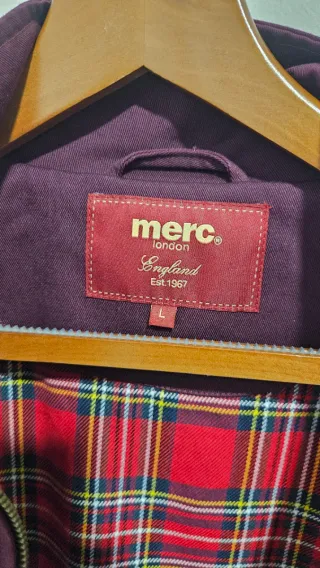 merc®
london
England
Est.1967
L